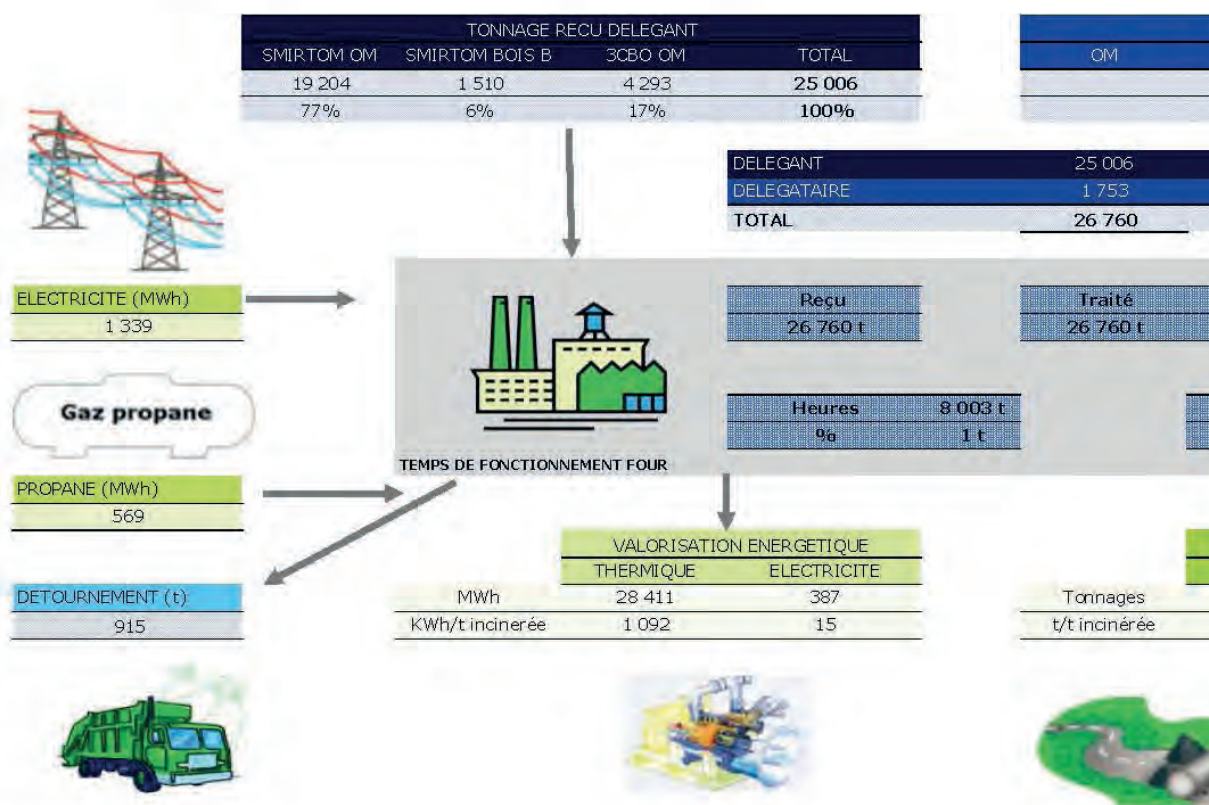 TONNAGE RECU DELEGANT
SMIRTOM OM SMIRTOM BOIS B 3CBO OM TOTAL
19 204 1 510 4 293 25 006
77% 6% 17% 100%
OM
DELEGANT 25 006
DELEGATAIRE 1 753
TOTAL 26 760
ELECTRICITE (MWh)
1 339
Reçu
26 760 t
Traité
26 760 t
Gaz propane
Heures 8 003 t
% 1 t
TEMPS DE FONCTIONNEMENT FOUR
PROPANE (MWh)
569
VALORISATION ENERGETIQUE
THERMIQUE ELECTRICITE
MWh 28 411 387
KWh/t incinerée 1 092 15
DETOURNEMENT (t)
915
Tonnages
t/t incinérée